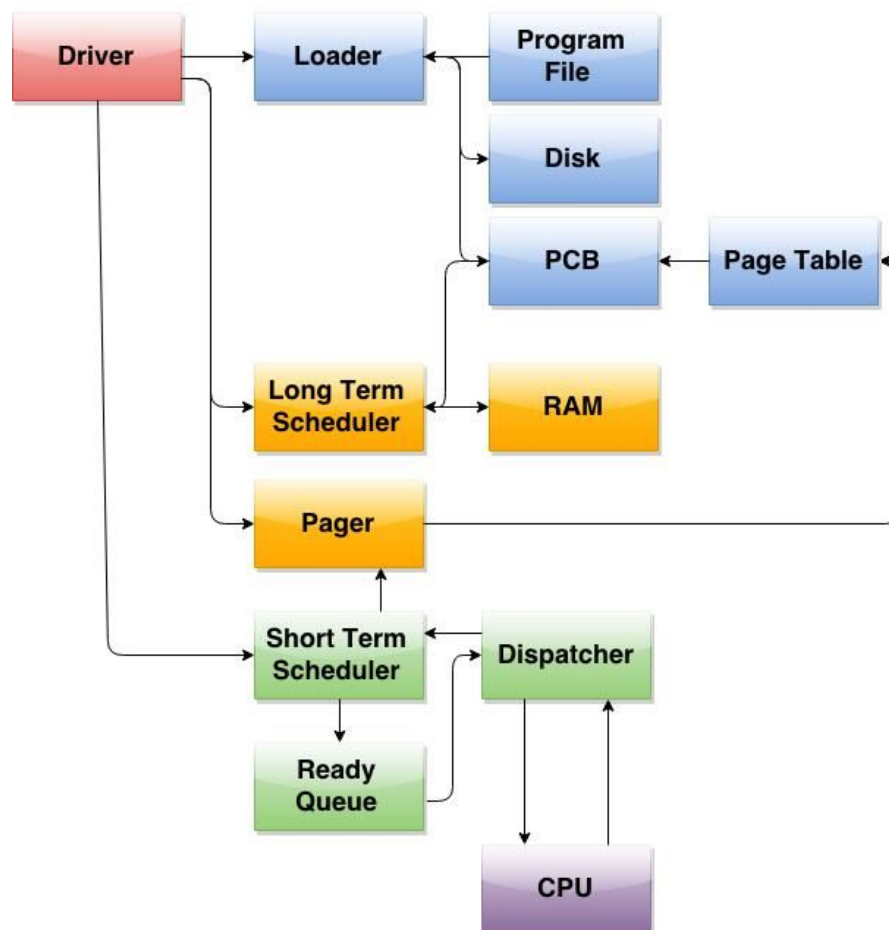 Driver
Loader
Program
File
Disk
PCB
Page Table
Long Term
Scheduler
RAM
Pager
Short Term
Scheduler
Dispatcher
Ready
Queue
CPU